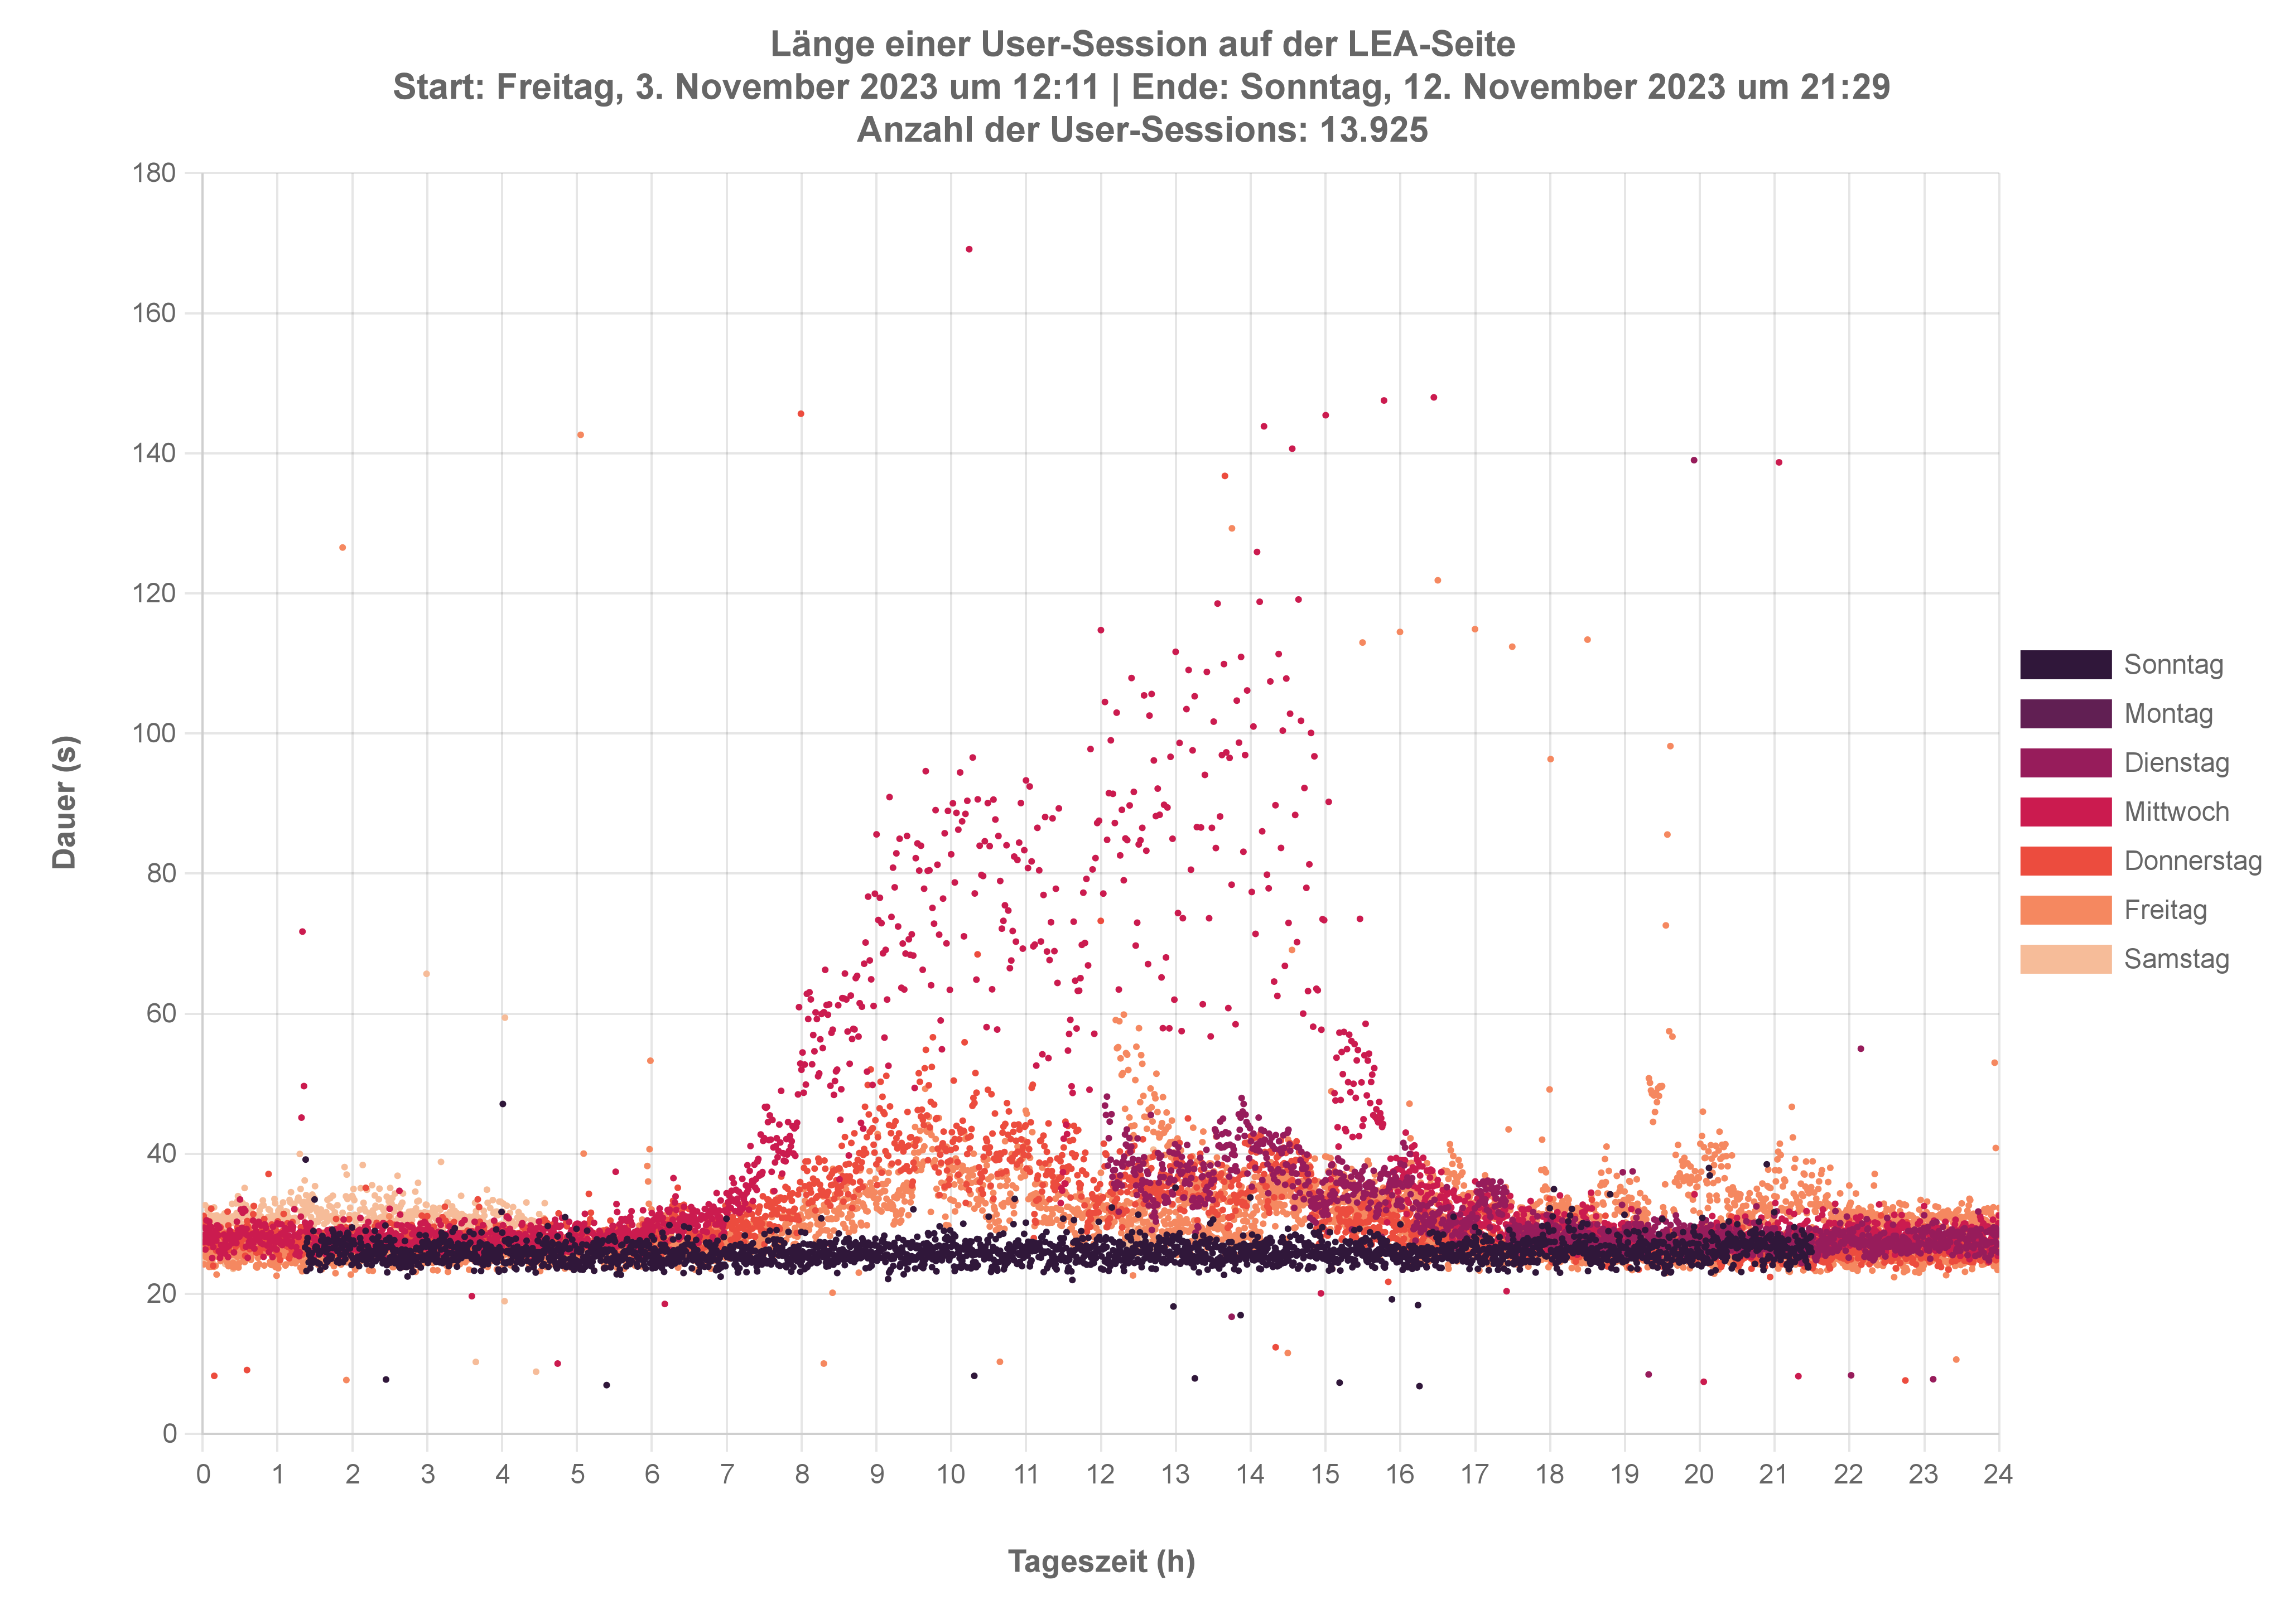 Länge einer User-Session auf der LEA-Seite
Start: Freitag, 3. November 2023 um 12:11 | Ende: Sonntag, 12. November 2023 um 21:29
Anzahl der User-Sessions: 13.925
180
160
140
120
100
80
60
40
20
0
Dauer (s)
0 1 2 3 4 5 6 7 8 9 10 11 12 13 14 15 16 17 18 19 20 21 22 23 24
Tageszeit (h)
Sonntag
Montag
Dienstag
Mittwoch
Donnerstag
Freitag
Samstag